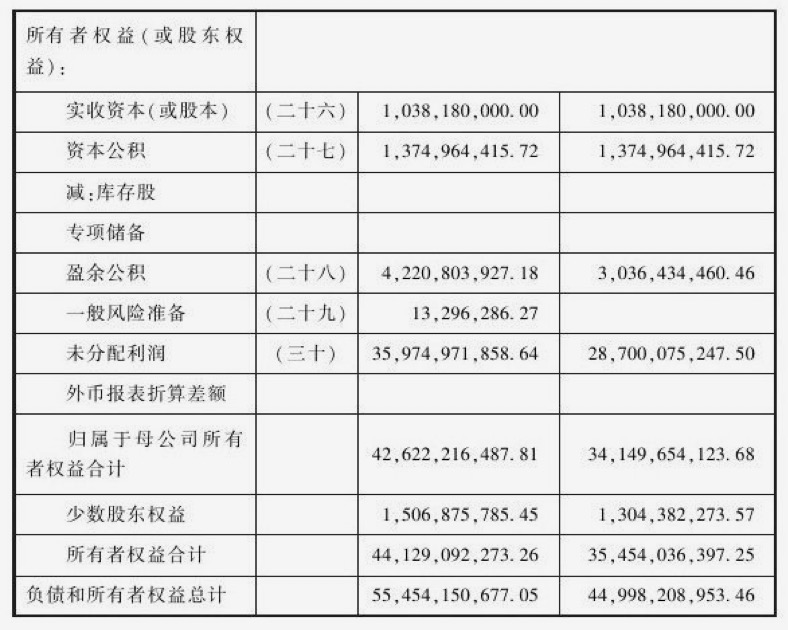 所有者权益(或股东权
益):
实收资本(或股本) (二十六) 1,038,180,000.00 1,038,180,000.00
资本公积 (二十七) 1,374,964,415.72 1,374,964,415.72
减:库存股
专项储备
盈余公积 (二十八) 4,220,803,927.18 3,036,434,460.46
一般风险准备 (二十九) 13,296,286.27
未分配利润 (三十) 35,974,971,858.64 28,700,075,247.50
外币报表折算差额
归属于母公司所有
者权益合计 42,622,216,487.81 34,149,654,123.68
少数股东权益 1,506,875,785.45 1,304,382,273.57
所有者权益合计 44,129,092,273.26 35,454,036,397.25
负债和所有者权益总计 55,454,150,677.05 44,998,208,953.46